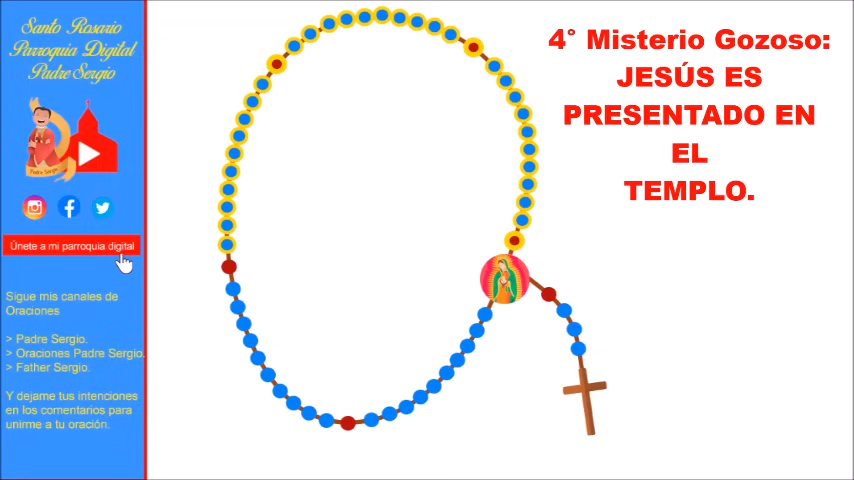 Santo Rosario
Parroquia Digital
Padre Sergio
Padre Sergio
Únete a mi parroquia digital
Sigue mis canales de
Oraciones
> Padre Sergio.
> Oraciones Padre Sergio.
> Father Sergio.
Y dejame tus intenciones
en los comentarios para
unirme a tu oración.
4° Misterio Gozoso:
JESÚS ES
PRESENTADO EN
EL
TEMPLO.